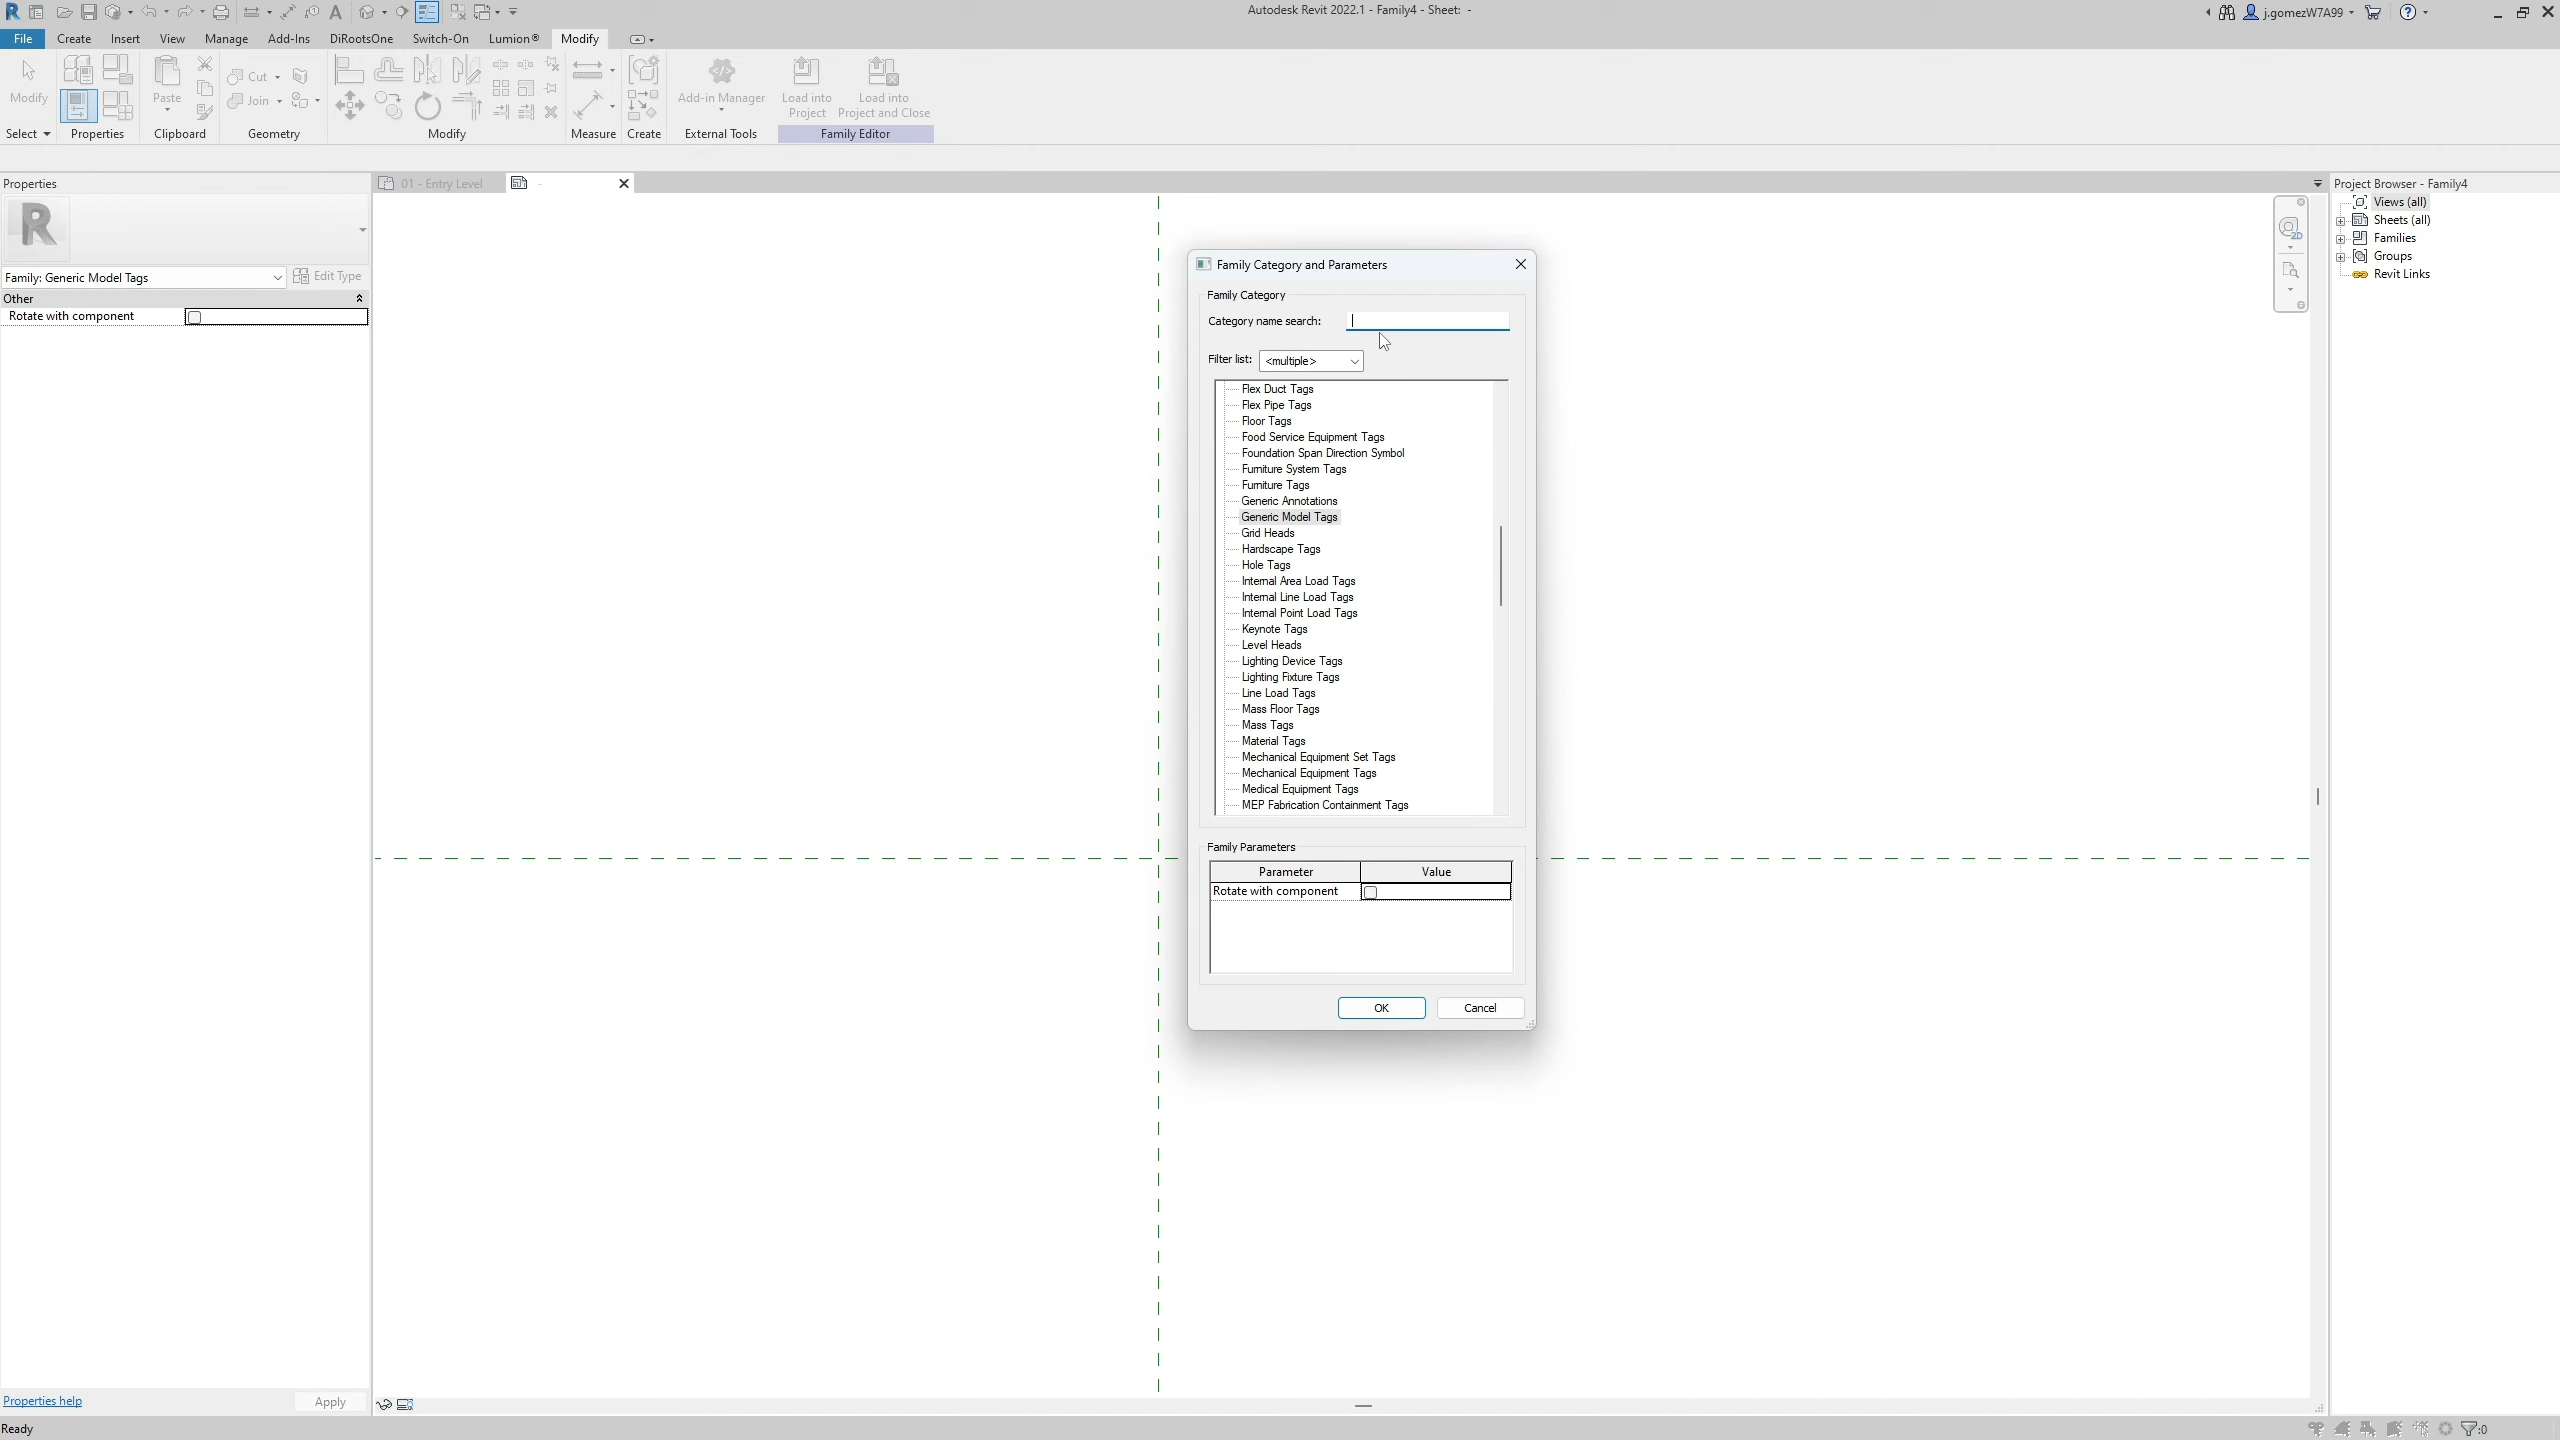 Autodesk Revit 2022.1 - Family4 - Sheet: -
j.gomezW7A99
File
Create
Insert
View
Manage
Add-Ins
DiRootsOne
Switch-On
Lumion®
Modify
Modify
Paste
Cut
Join
Add-in Manager
Load into
Project
Load into
Project and Close
Select
Properties
Clipboard
Geometry
Modify
Measure
Create
External Tools
Family Editor
Properties
01 - Entry Level
-
Project Browser - Family4
Views (all)
Sheets (all)
Families
Groups
Revit Links
2D
Family: Generic Model Tags
Edit Type
Other
Rotate with component
Family Category and Parameters
Family Category
Category name search:
Filter list:
<multiple>
Flex Duct Tags
Flex Pipe Tags
Floor Tags
Food Service Equipment Tags
Foundation Span Direction Symbol
Furniture System Tags
Furniture Tags
Generic Annotations
Generic Model Tags
Grid Heads
Hardscape Tags
Hole Tags
Internal Area Load Tags
Internal Line Load Tags
Internal Point Load Tags
Keynote Tags
Level Heads
Lighting Device Tags
Lighting Fixture Tags
Line Load Tags
Mass Floor Tags
Mass Tags
Material Tags
Mechanical Equipment Set Tags
Mechanical Equipment Tags
Medical Equipment Tags
MEP Fabrication Containment Tags
Family Parameters
Parameter
Value
Rotate with component
OK
Cancel
Properties help
Apply
Ready
:0